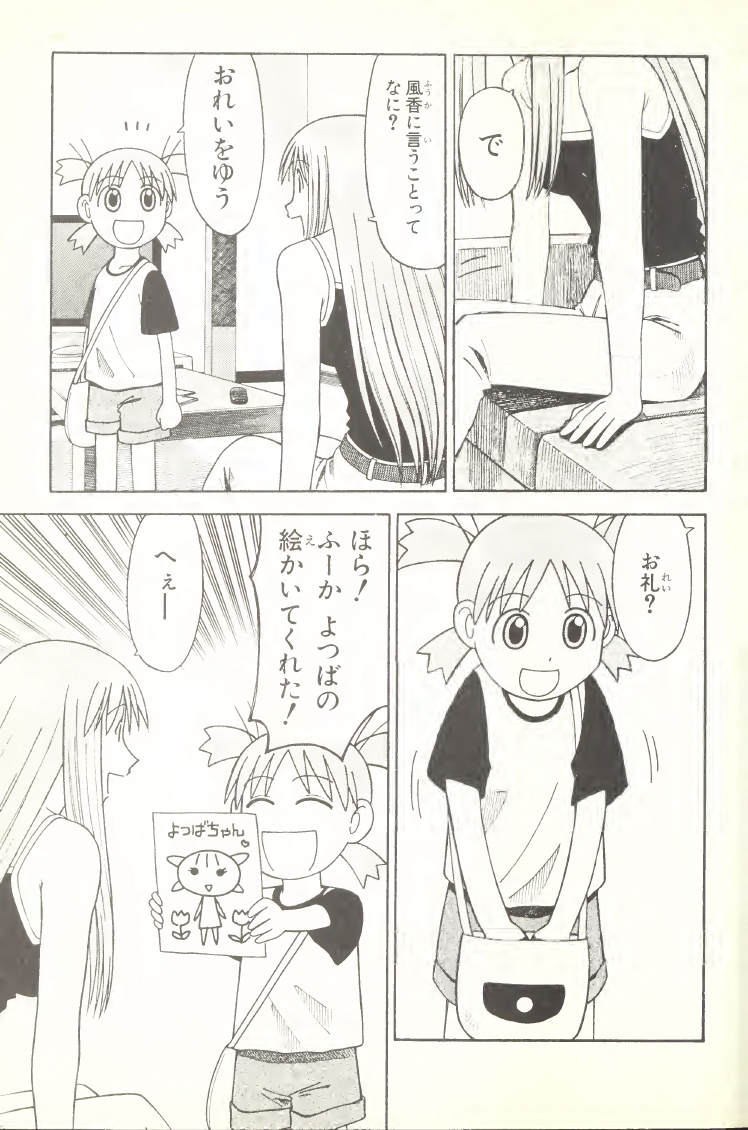 で
風香に言うことって
なに？
おれいをゆう
お礼？
ほら！
ふーか よつばの
絵かいてくれた！
へぇー
よつばちゃん